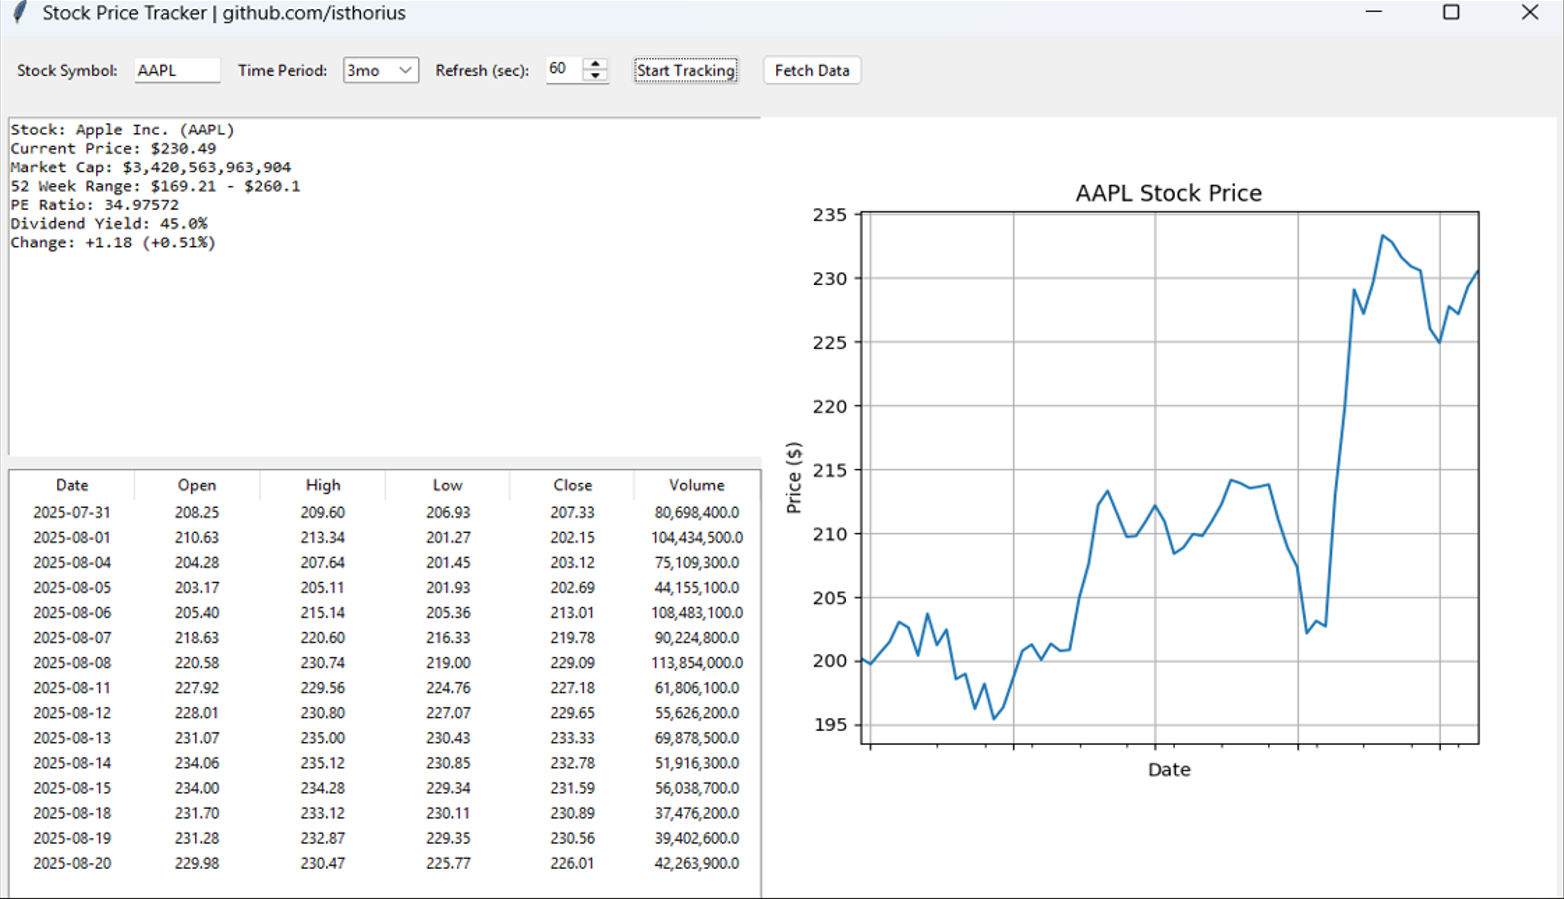 Stock Price Tracker | github.com/isthorius
Stock Symbol: AAPL Time Period: 3mo Refresh (sec): 60 Start Tracking Fetch Data
Stock: Apple Inc. (AAPL)
Current Price: $230.49
Market Cap: $3,420,563,963,904
52 Week Range: $169.21 - $260.1
PE Ratio: 34.97572
Dividend Yield: 45.0%
Change: +1.18 (+0.51%)
Date Open High Low Close Volume
2025-07-31 208.25 209.60 206.93 207.33 80,698,400.0
2025-08-01 210.63 213.34 201.27 202.15 104,434,500.0
2025-08-04 204.28 207.64 201.45 203.12 75,109,300.0
2025-08-05 203.17 205.11 201.93 202.69 44,155,100.0
2025-08-06 205.40 215.14 205.36 213.01 108,483,100.0
2025-08-07 218.63 220.60 216.33 219.78 90,224,800.0
2025-08-08 220.58 230.74 219.00 229.09 113,854,000.0
2025-08-11 227.92 229.56 224.76 227.18 61,806,100.0
2025-08-12 228.01 230.80 227.07 229.65 55,626,200.0
2025-08-13 231.07 235.00 230.43 233.33 69,878,500.0
2025-08-14 234.06 235.12 230.85 232.78 51,916,300.0
2025-08-15 234.00 234.28 229.34 231.59 56,038,700.0
2025-08-18 231.70 233.12 230.11 230.89 37,476,200.0
2025-08-19 231.28 232.87 229.35 230.56 39,402,600.0
2025-08-20 229.98 230.47 225.77 226.01 42,263,900.0
AAPL Stock Price
235
230
225
220
215
210
205
200
195
Price ($)
Date